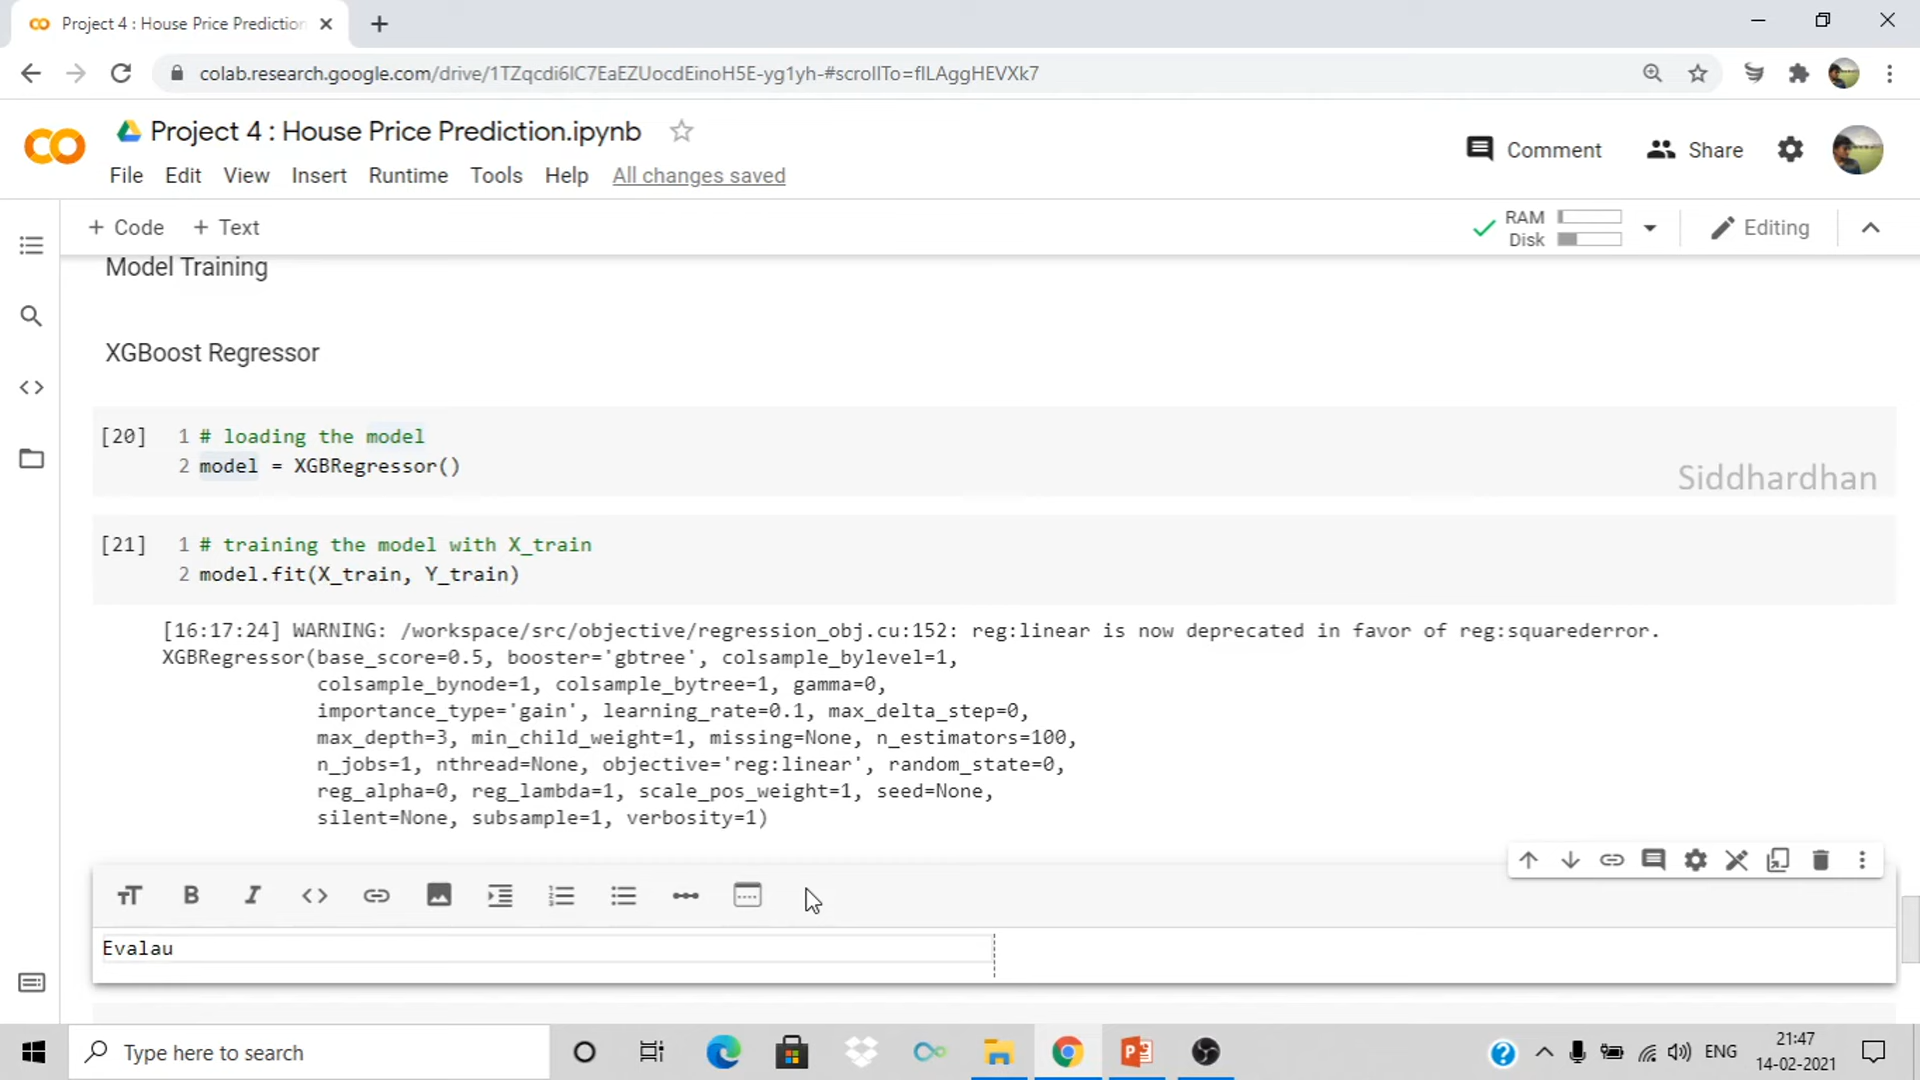 Project 4 : House Price Prediction
colab.research.google.com/drive/1TZqcdi6IC7EaEZUocdEinoH5E-yg1yh-#scrollTo=fILAggHEVXk7
Project 4 : House Price Prediction.ipynb
Comment
Share
File Edit View Insert Runtime Tools Help All changes saved
+ Code + Text
RAM
Disk
Editing
Model Training
XGBoost Regressor
[20] 1 # loading the model
2 model = XGBRegressor()
Siddhardhan
[21] 1 # training the model with X_train
2 model.fit(X_train, Y_train)
[16:17:24] WARNING: /workspace/src/objective/regression_obj.cu:152: reg:linear is now deprecated in favor of reg:squarederror.
XGBRegressor(base_score=0.5, booster='gbtree', colsample_bylevel=1,
colsample_bynode=1, colsample_bytree=1, gamma=0,
importance_type='gain', learning_rate=0.1, max_delta_step=0,
max_depth=3, min_child_weight=1, missing=None, n_estimators=100,
n_jobs=1, nthread=None, objective='reg:linear', random_state=0,
reg_alpha=0, reg_lambda=1, scale_pos_weight=1, seed=None,
silent=None, subsample=1, verbosity=1)
Evalau
Type here to search
ENG
21:47
14-02-2021